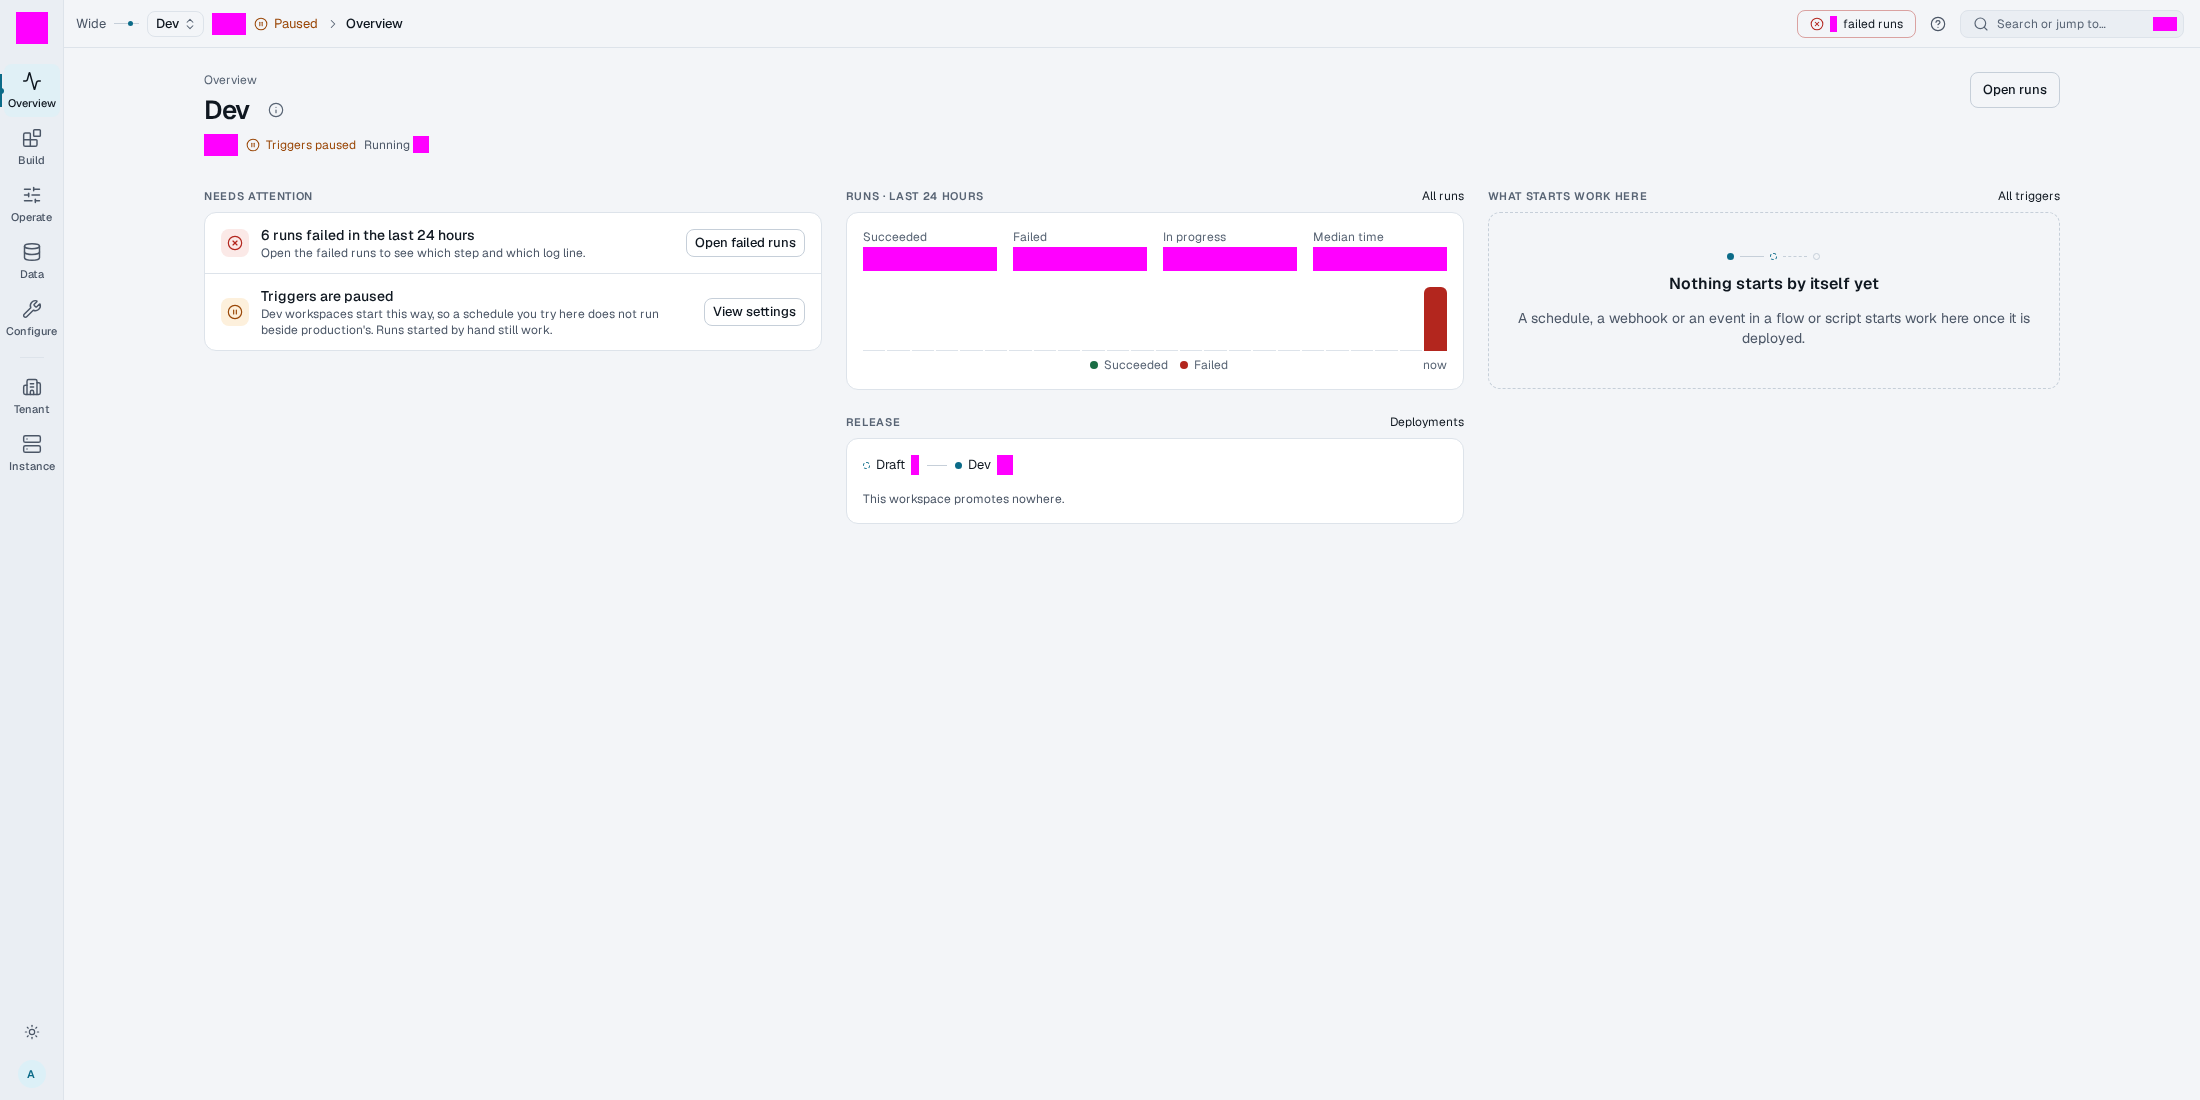 Wide
Dev
Paused
Overview
failed runs
Search or jump to…
Overview
Build
Operate
Data
Configure
Tenant
Instance
A
Overview
Dev
Open runs
Triggers paused
Running
NEEDS ATTENTION
6 runs failed in the last 24 hours
Open the failed runs to see which step and which log line.
Open failed runs
Triggers are paused
Dev workspaces start this way, so a schedule you try here does not run
beside production's. Runs started by hand still work.
View settings
RUNS · LAST 24 HOURS
All runs
Succeeded
Failed
In progress
Median time
Succeeded
Failed
now
RELEASE
Deployments
Draft
Dev
This workspace promotes nowhere.
WHAT STARTS WORK HERE
All triggers
Nothing starts by itself yet
A schedule, a webhook or an event in a flow or script starts work here once it is
deployed.